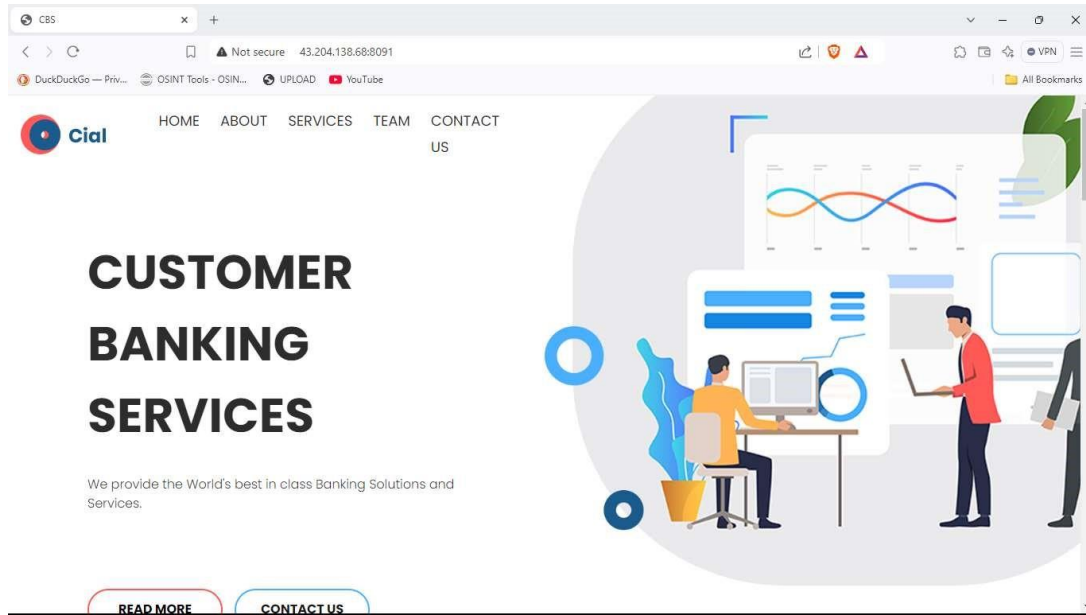 CBS
Not secure 43.204.138.68:8091
VPN
DuckDuckGo — Priv...
OSINT Tools - OSIN...
UPLOAD
YouTube
All Bookmarks
Cial
HOME ABOUT SERVICES TEAM CONTACT
US
CUSTOMER
BANKING
SERVICES
We provide the World's best in class Banking Solutions and
Services.
READ MORE
CONTACT US